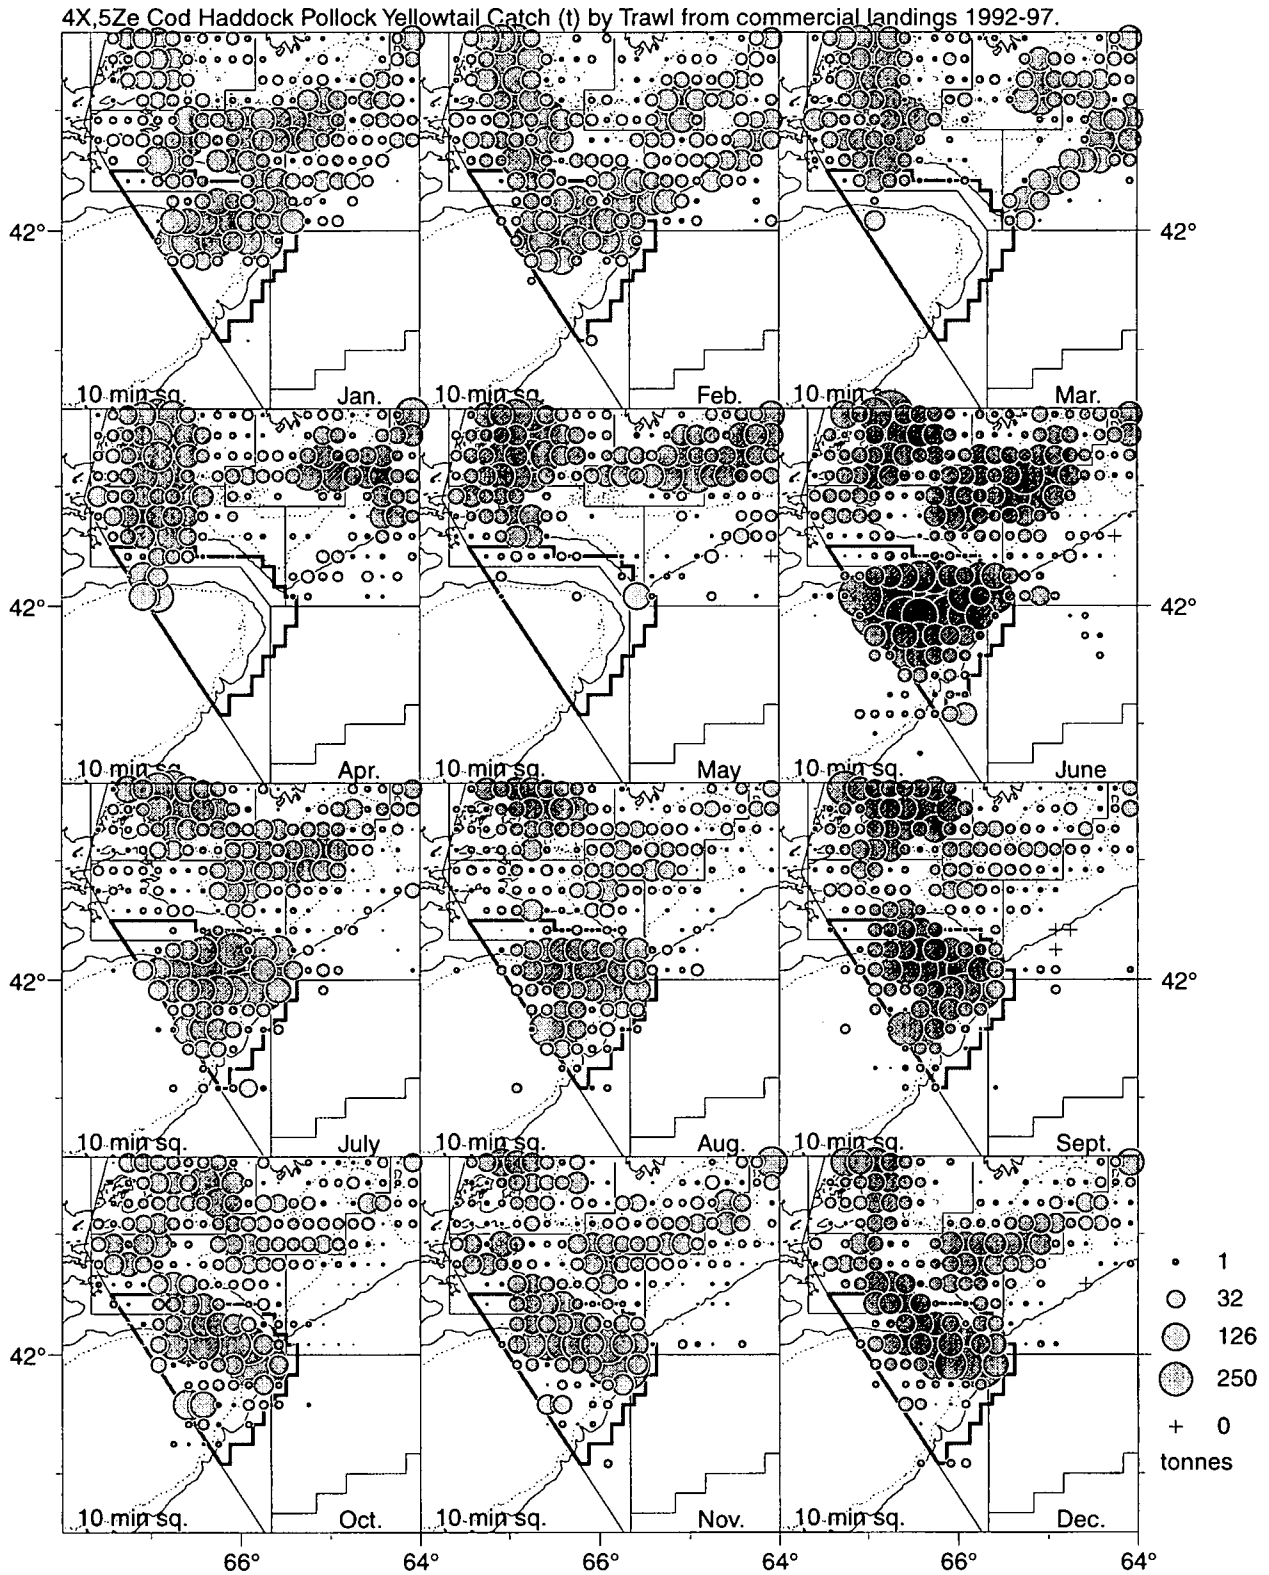 4X,5Ze Cod Haddock Pollock Yellowtail Catch (t) by Trawl from commercial landings 1992-97.
42° 42°
10 min sq. Jan. 10 min sq. Feb. 10 min sq. Mar.
42° 42°
10 min sq. Apr. 10 min sq. May 10 min sq. June
42° 42°
10 min sq. July 10 min sq. Aug. 10 min sq. Sept.
1
32
126
42° 250
0
tonnes
10 min sq. Oct. 10 min sq. Nov. 10 min sq. Dec.
66° 64° 66° 64° 66° 64°